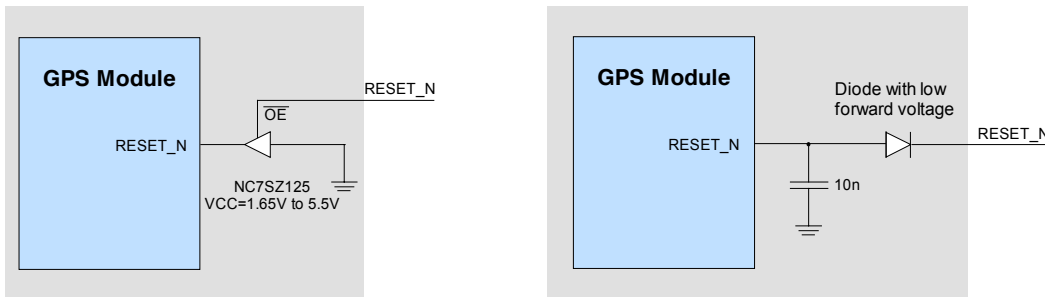 GPS Module
RESET_N
OE
RESET_N
NC7SZ125
VCC=1.65V to 5.5V
GPS Module
Diode with low
forward voltage
RESET_N
RESET_N
10n